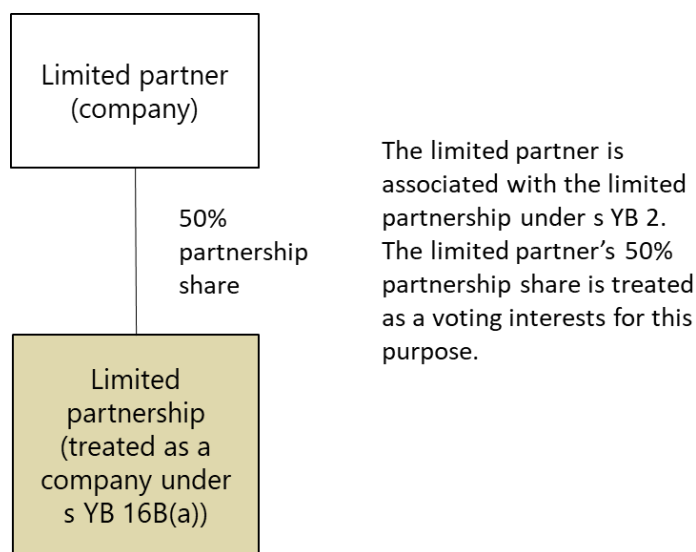 Limited partner
(company)
50%
partnership
share
The limited partner is
associated with the limited
partnership under s YB 2.
The limited partner's 50%
partnership share is treated
as a voting interests for this
purpose.
Limited
partnership
(treated as a
company under
s YB 16B(a))